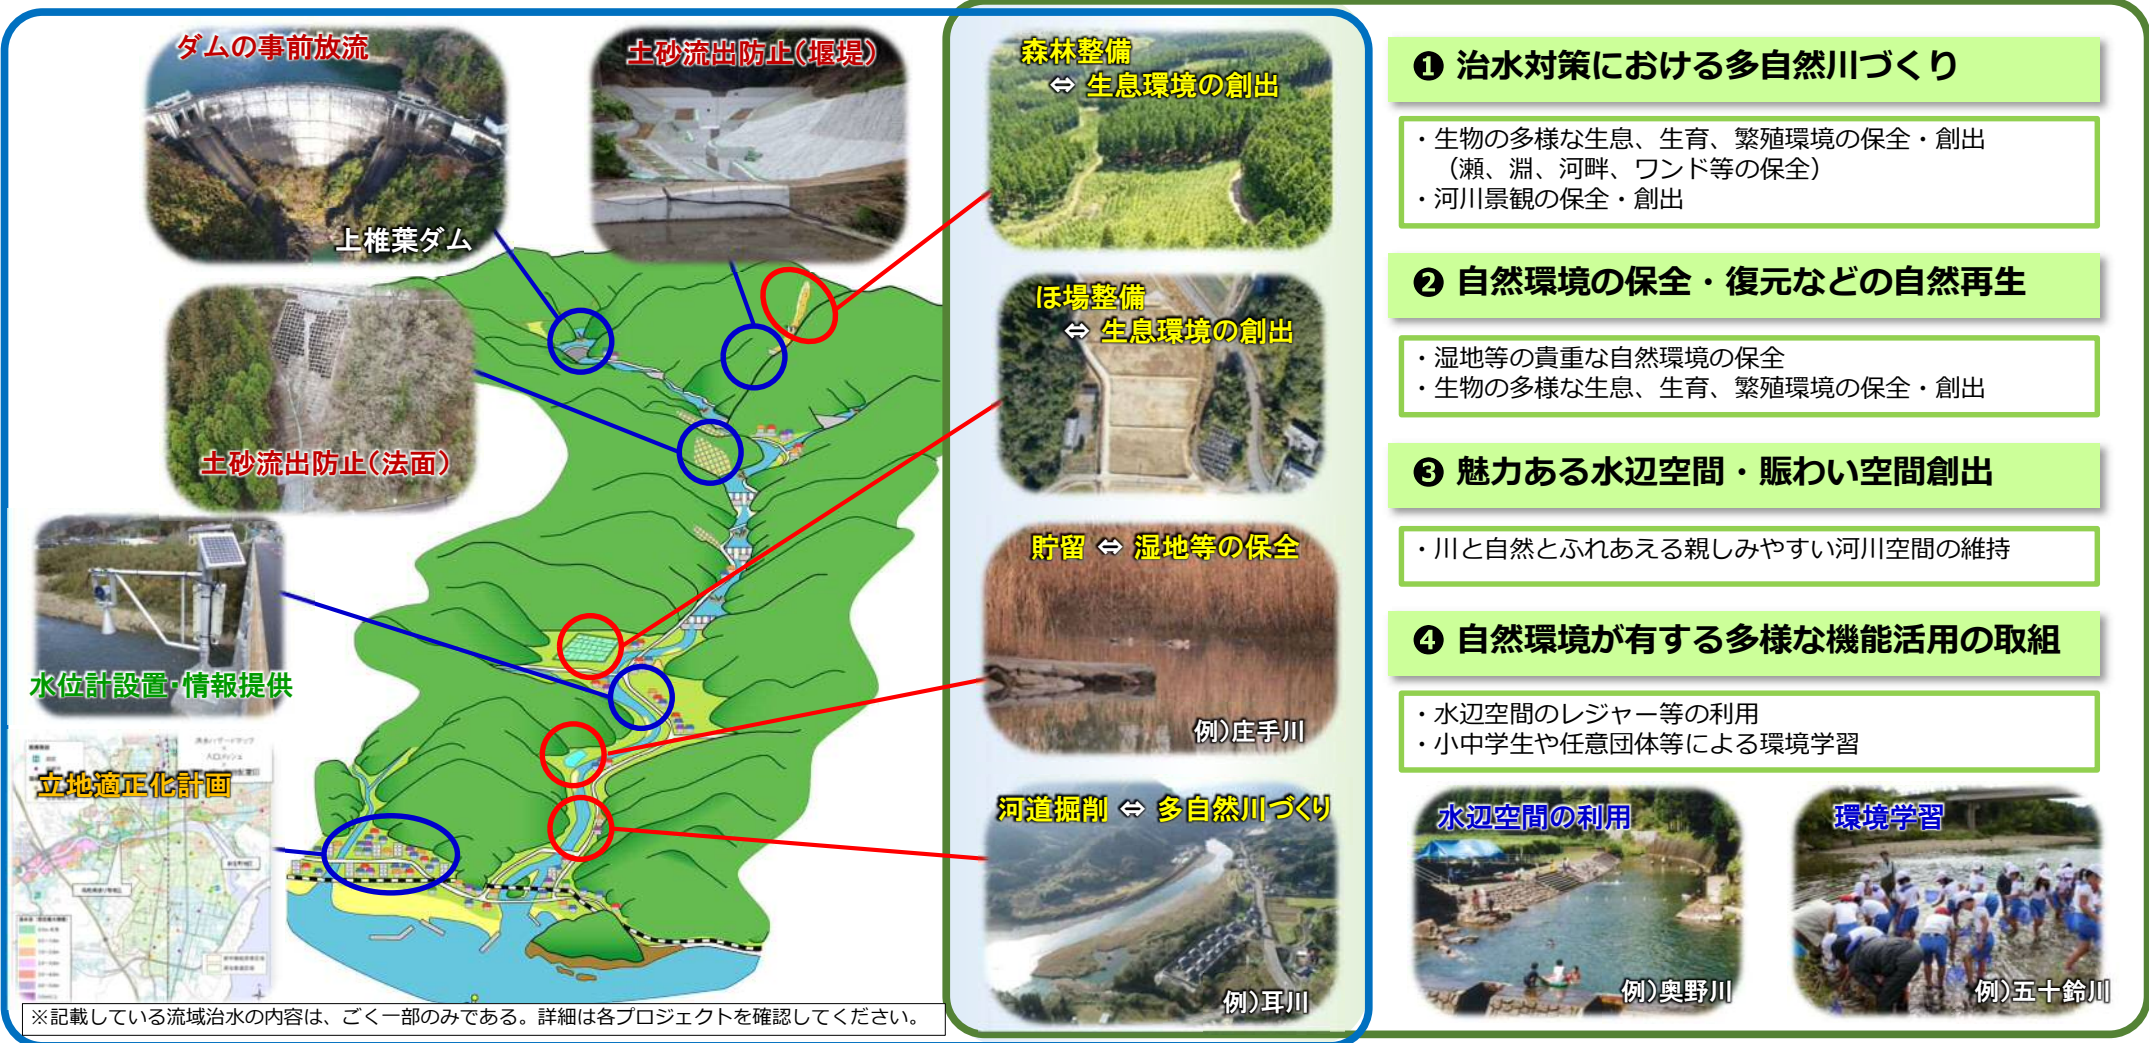 ダムの事前放流
上椎葉ダム
土砂流出防止(堰堤)
土砂流出防止(法面)
水位計設置・情報提供
立地適正化計画
※記載している流域治水の内容は、ごく一部のみである。詳細は各プロジェクトを確認してください。
森林整備
⇔ 生息環境の創出
ほ場整備
⇔ 生息環境の創出
貯留 ⇔ 湿地等の保全
例)庄手川
河道掘削 ⇔ 多自然川づくり
例)耳川
❶ 治水対策における多自然川づくり
・生物の多様な生息、生育、繁殖環境の保全・創出
（瀬、淵、河畔、ワンド等の保全）
・河川景観の保全・創出
❷ 自然環境の保全・復元などの自然再生
・湿地等の貴重な自然環境の保全
・生物の多様な生息、生育、繁殖環境の保全・創出
❸ 魅力ある水辺空間・賑わい空間創出
・川と自然とふれあえる親しみやすい河川空間の維持
❹ 自然環境が有する多様な機能活用の取組
・水辺空間のレジャー等の利用
・小中学生や任意団体等による環境学習
水辺空間の利用
例)奥野川
環境学習
例)五十鈴川